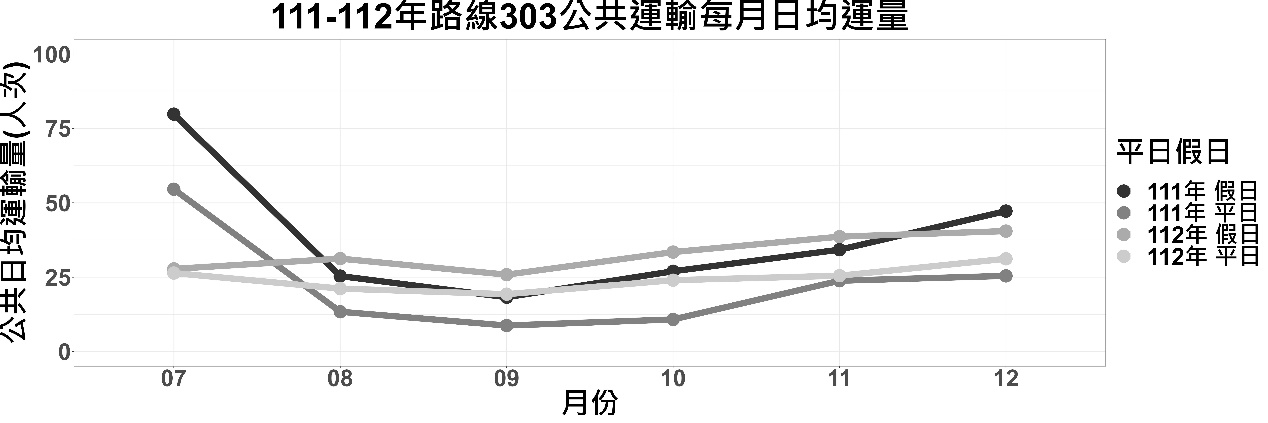 111-112年路線303公共運輸每月日均運量
公共日均運輸量(人次)
100
75
50
25
0
07 08 09 10 11 12
月份
平日假日
111年 假日
111年 平日
112年 假日
112年 平日